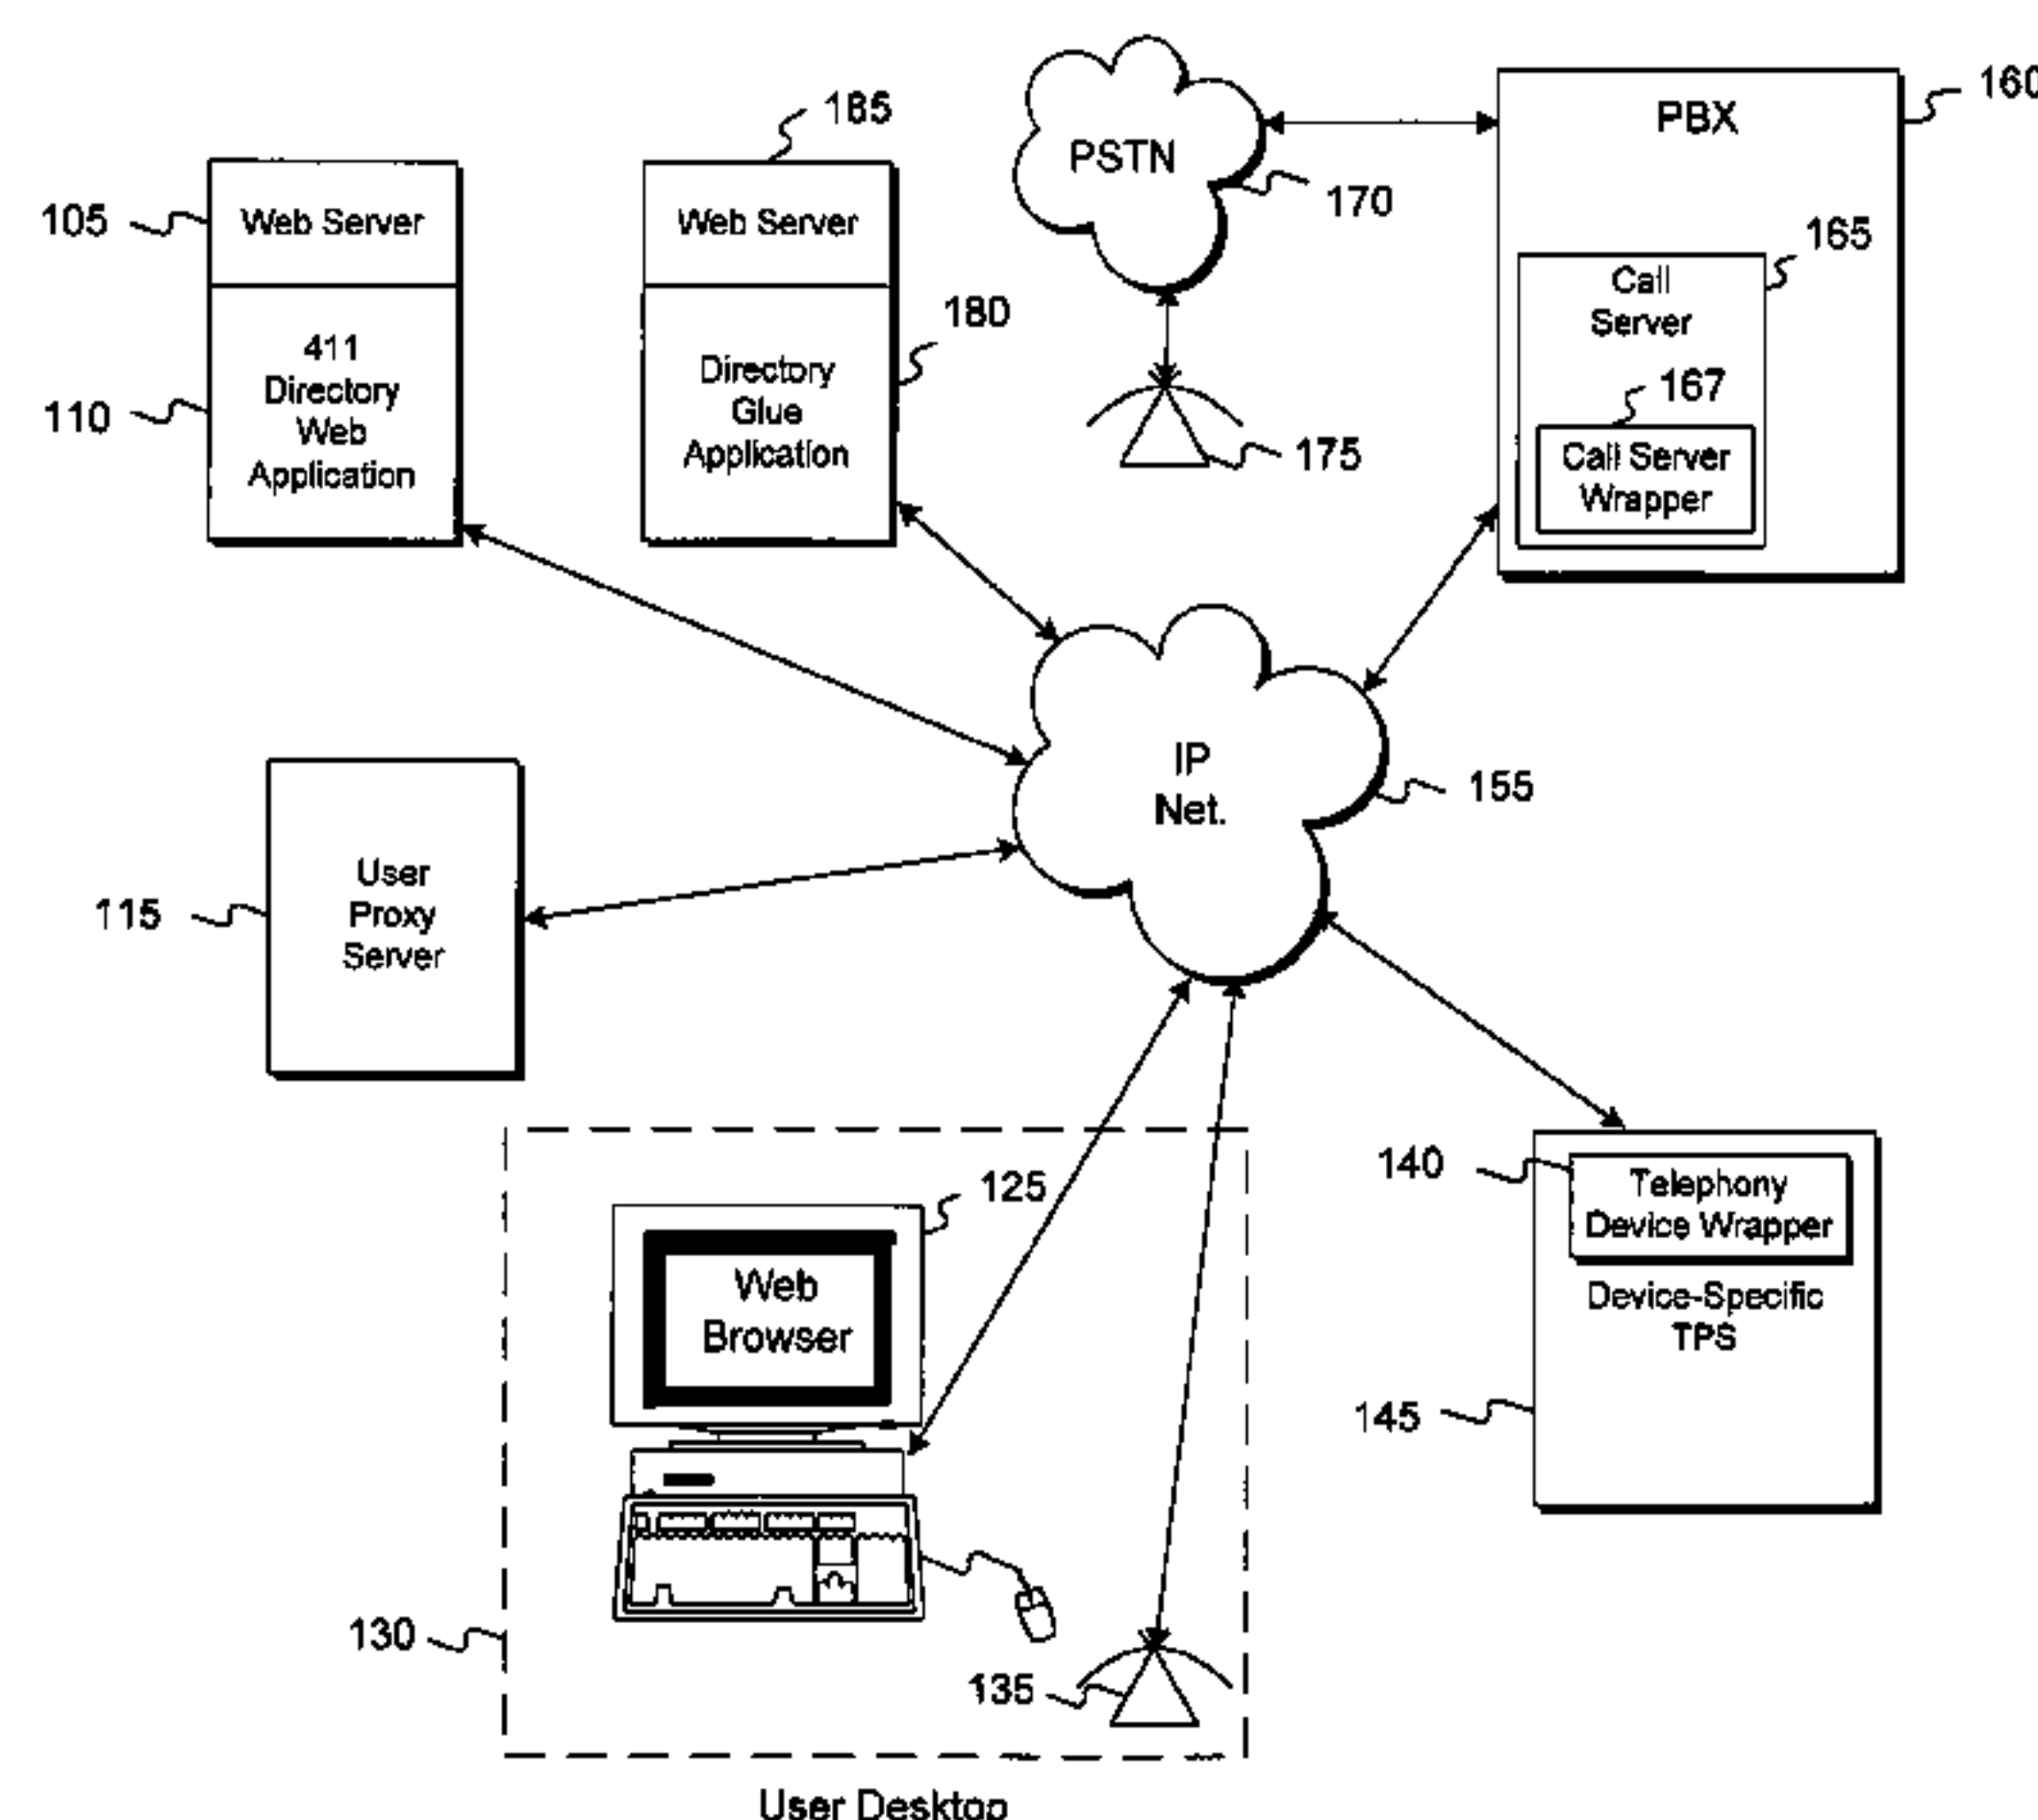 185
160
PBX
PSTN
170
105
Web Server
Web Server
165
Call
Server
180
411
Directory
Web
Application
110
Directory
Glue
Application
167
Call Server
Wrapper
175
IP
Net.
155
User
Proxy
Server
115
140
Telephony
Device Wrapper
Device-Specific
TPS
145
125
Web
Browser
130
135
User Desktop